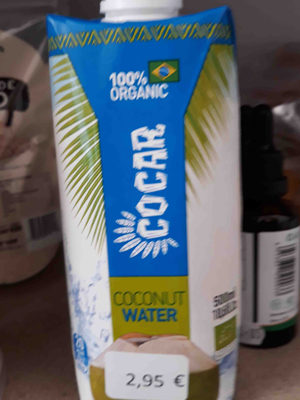 100%
ORGANIC
COCAR
COCONUT
WATER
500ml
2,95 €